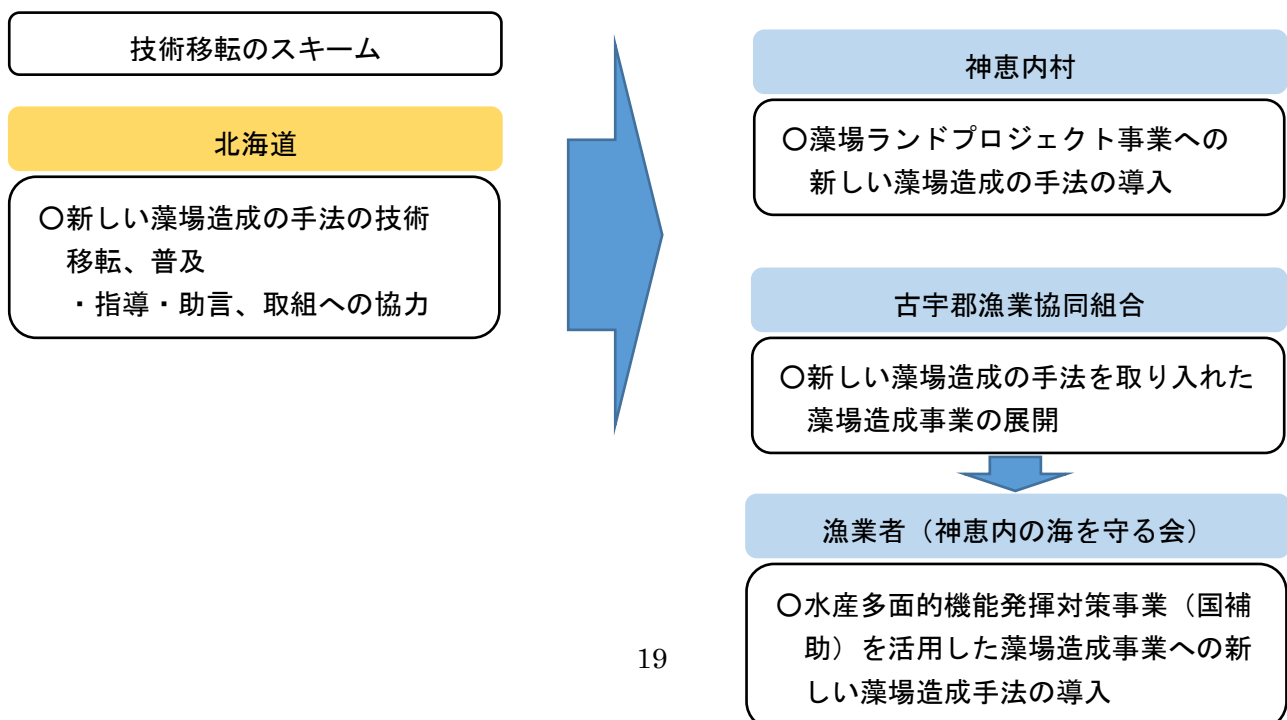 技術移転のスキーム
北海道
〇新しい藻場造成の手法の技術
移転、普及
・指導・助言、取組への協力
神恵内村
〇藻場ランドプロジェクト事業への
新しい藻場造成の手法の導入
古宇郡漁業協同組合
〇新しい藻場造成の手法を取り入れた
藻場造成事業の展開
漁業者（神恵内の海を守る会）
〇水産多面的機能発揮対策事業（国補
助）を活用した藻場造成事業への新
しい藻場造成手法の導入
19